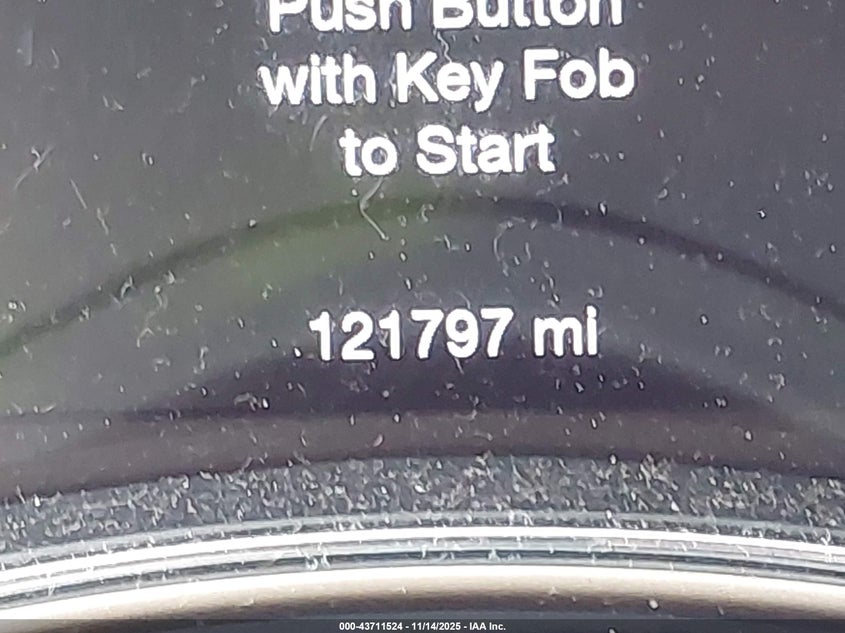 Push Button
with Key Fob
to Start
121797 mi
000-43711524 - 11/14/2025 - IAA Inc.